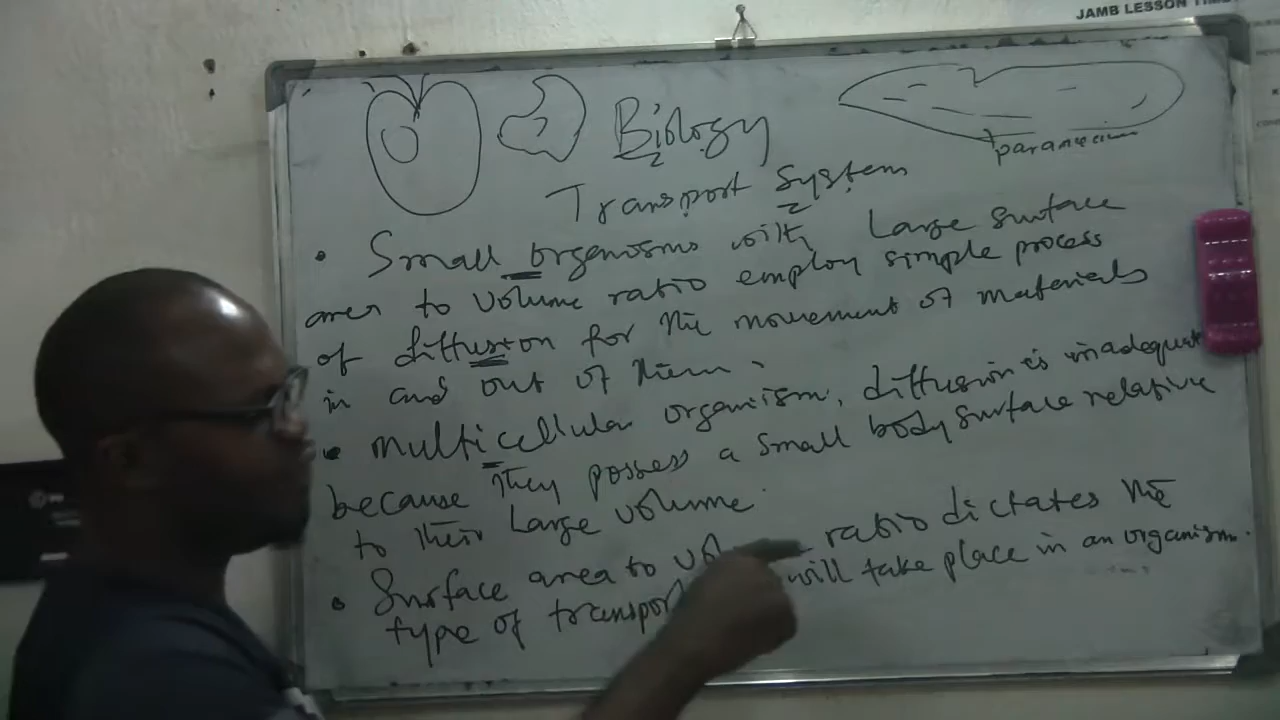 JAMB LESSON TIME
Biology
paramecium
Transport System
• Small organisms with Large surface
area to volume ratio employ simple process
of diffusion for the movement of materials
in and out of them.
• Multicellular organism, diffusion is inadequat
because they possess a small body surface relative
to their Large volume.
• Surface area to vol ratio dictates the
type of transport will take place in an organism.